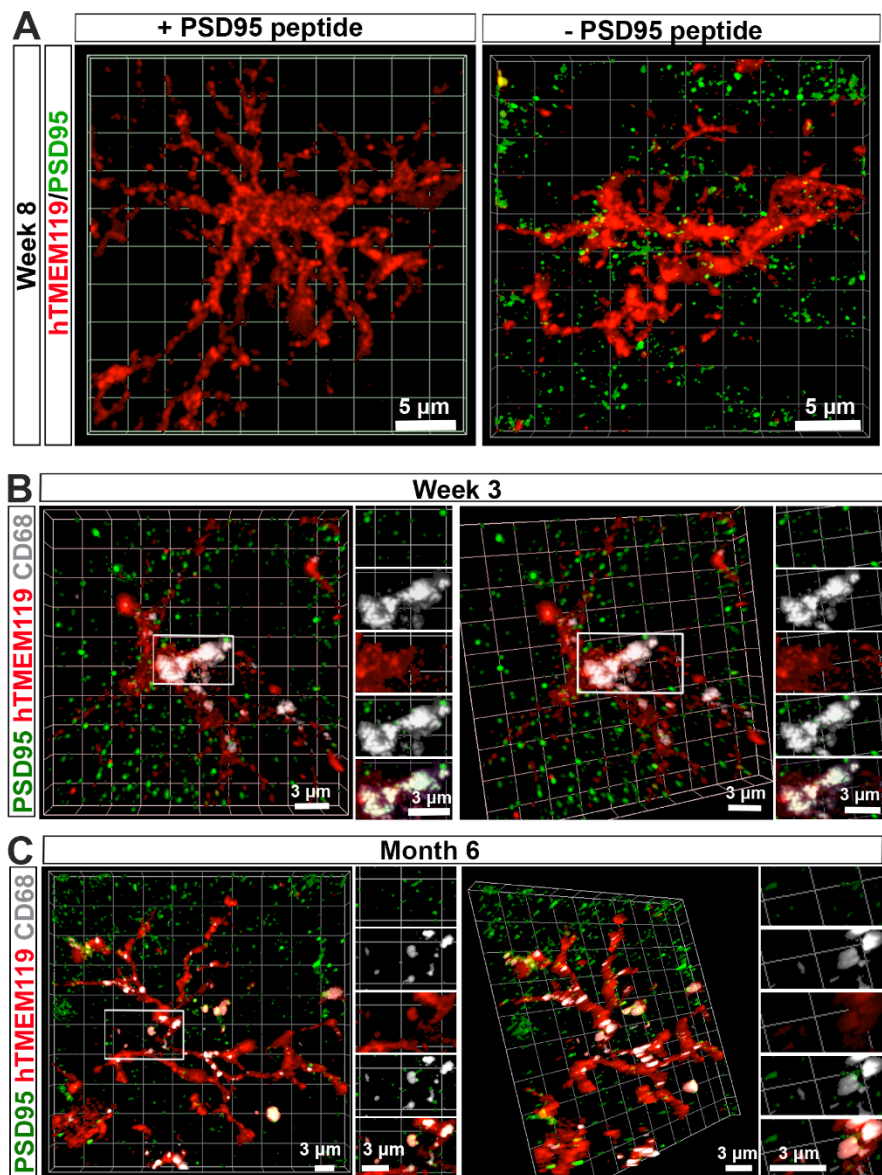 A
+ PSD95 peptide
- PSD95 peptide
Week 8
hTMEM119/PSD95
5 µm
5 µm
B
Week 3
PSD95 hTMEM119 CD68
3 µm
3 µm
3 µm
3 µm
C
Month 6
PSD95 hTMEM119 CD68
3 µm
3 µm
3 µm
3 µm